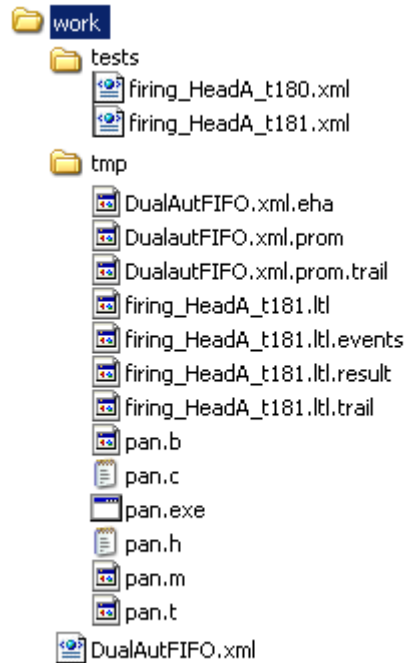 work
tests
firing_HeadA_t180.xml
firing_HeadA_t181.xml
tmp
DualAutFIFO.xml.eha
DualautFIFO.xml.prom
DualautFIFO.xml.prom.trail
firing_HeadA_t181.ltl
firing_HeadA_t181.ltl.events
firing_HeadA_t181.ltl.result
firing_HeadA_t181.ltl.trail
pan.b
pan.c
pan.exe
pan.h
pan.m
pan.t
DualAutFIFO.xml